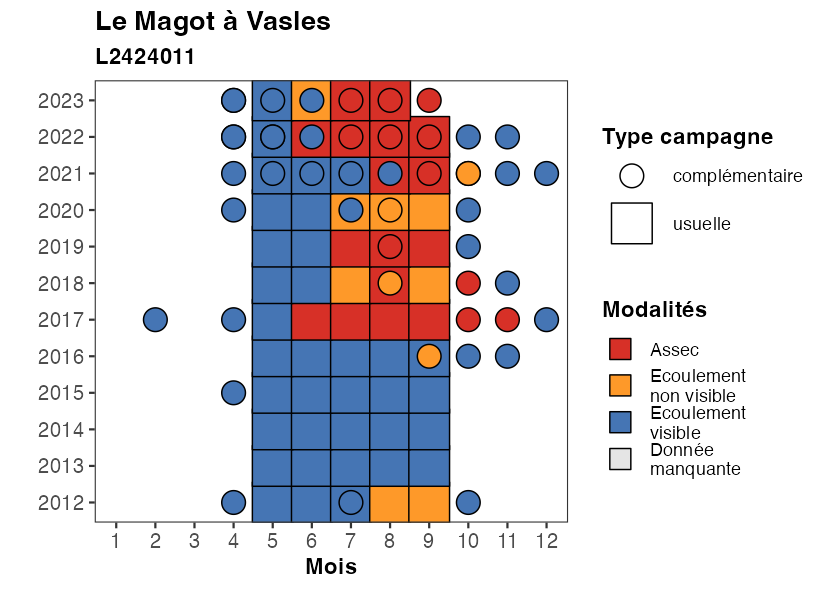 Le Magot à Vasles
L2424011
2023
2022
2021
2020
2019
2018
2017
2016
2015
2014
2013
2012
1 2 3 4 5 6 7 8 9 10 11 12
Mois
Type campagne
complémentaire
usuelle
Modalités
Assec
Ecoulement
non visible
Ecoulement
visible
Donnée
manquante